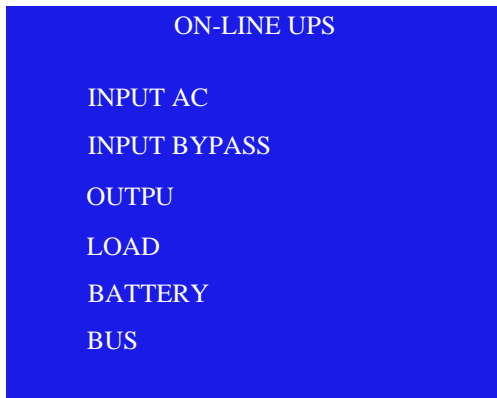 ON-LINE UPS
INPUT AC
INPUT BYPASS
OUTPU
LOAD
BATTERY
BUS